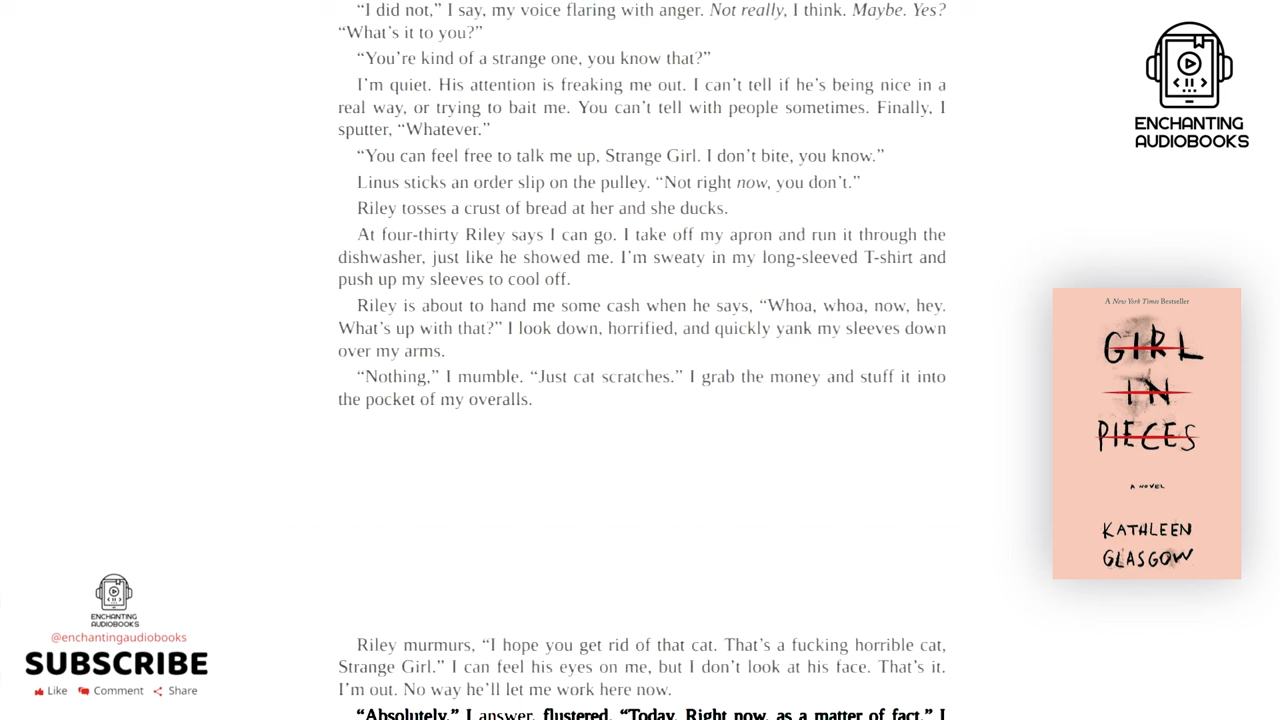 “I did not,” I say, my voice flaring with anger. Not really, I think. Maybe. Yes?
“What’s it to you?”
“You’re kind of a strange one, you know that?”
I’m quiet. His attention is freaking me out. I can’t tell if he’s being nice in a
real way, or trying to bait me. You can’t tell with people sometimes. Finally, I
sputter, “Whatever.”
“You can feel free to talk me up, Strange Girl. I don’t bite, you know.”
Linus sticks an order slip on the pulley. “Not right now, you don’t.”
Riley tosses a crust of bread at her and she ducks.
At four-thirty Riley says I can go. I take off my apron and run it through the
dishwasher, just like he showed me. I’m sweaty in my long-sleeved T-shirt and
push up my sleeves to cool off.
Riley is about to hand me some cash when he says, “Whoa, whoa, now, hey.
What’s up with that?” I look down, horrified, and quickly yank my sleeves down
over my arms.
“Nothing,” I mumble. “Just cat scratches.” I grab the money and stuff it into
the pocket of my overalls.
Riley murmurs, “I hope you get rid of that cat. That’s a fucking horrible cat,
Strange Girl.” I can feel his eyes on me, but I don’t look at his face. That’s it.
I’m out. No way he’ll let me work here now.
“Absolutely,” I answer, flustered. “Today. Right now, as a matter of fact.” I
ENCHANTING
AUDIOBOOKS
A New York Times Bestseller
GIRL
IN
PIECES
A NOVEL
KATHLEEN
GLASGOW
ENCHANTING
AUDIOBOOKS
@enchantingaudiobooks
SUBSCRIBE
Like Comment Share